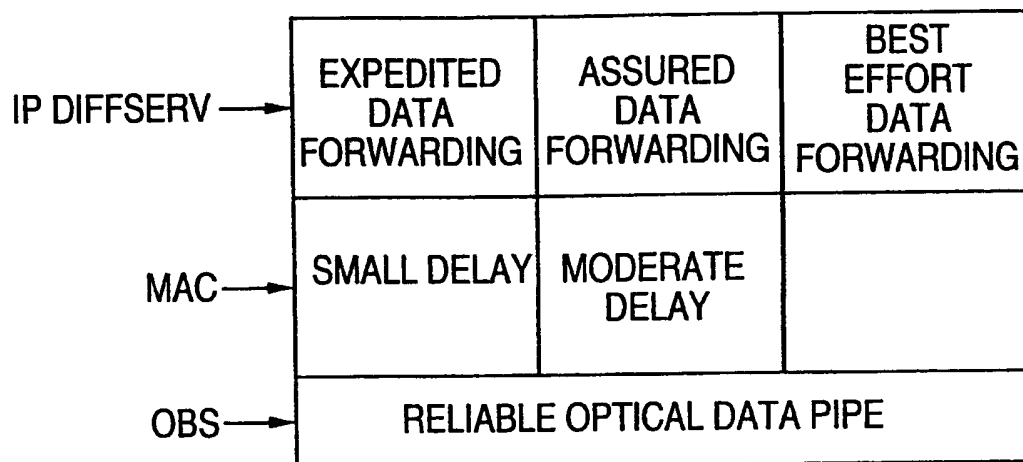 IP DIFFSERV
EXPEDITED
DATA
FORWARDING
ASSURED
DATA
FORWARDING
BEST
EFFORT
DATA
FORWARDING
MAC
SMALL DELAY
MODERATE
DELAY
OBS
RELIABLE OPTICAL DATA PIPE